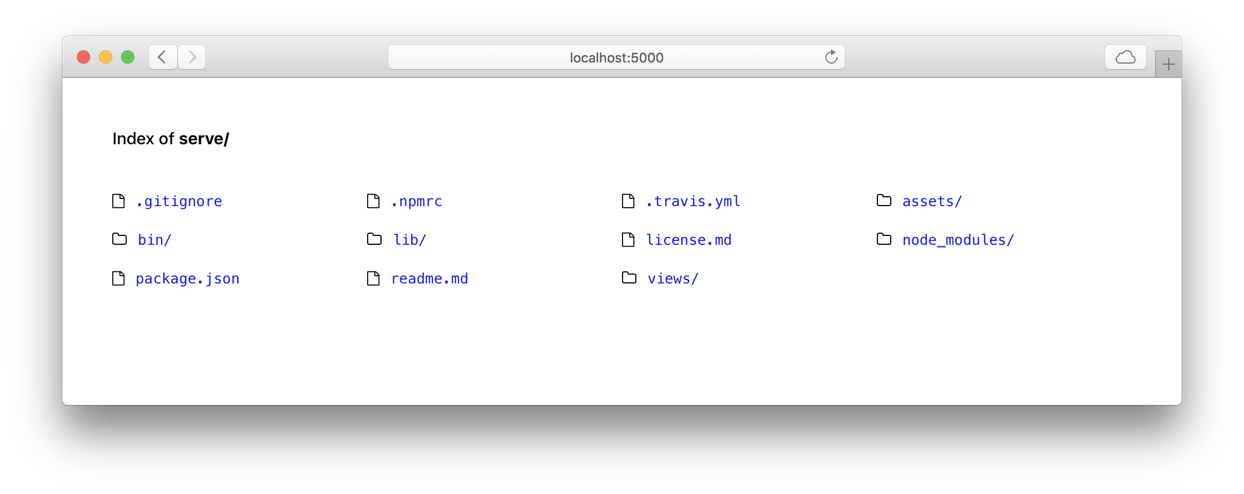 localhost:5000
Index of serve/
.gitignore .npmrc .travis.yml assets/
bin/ lib/ license.md node_modules/
package.json readme.md views/